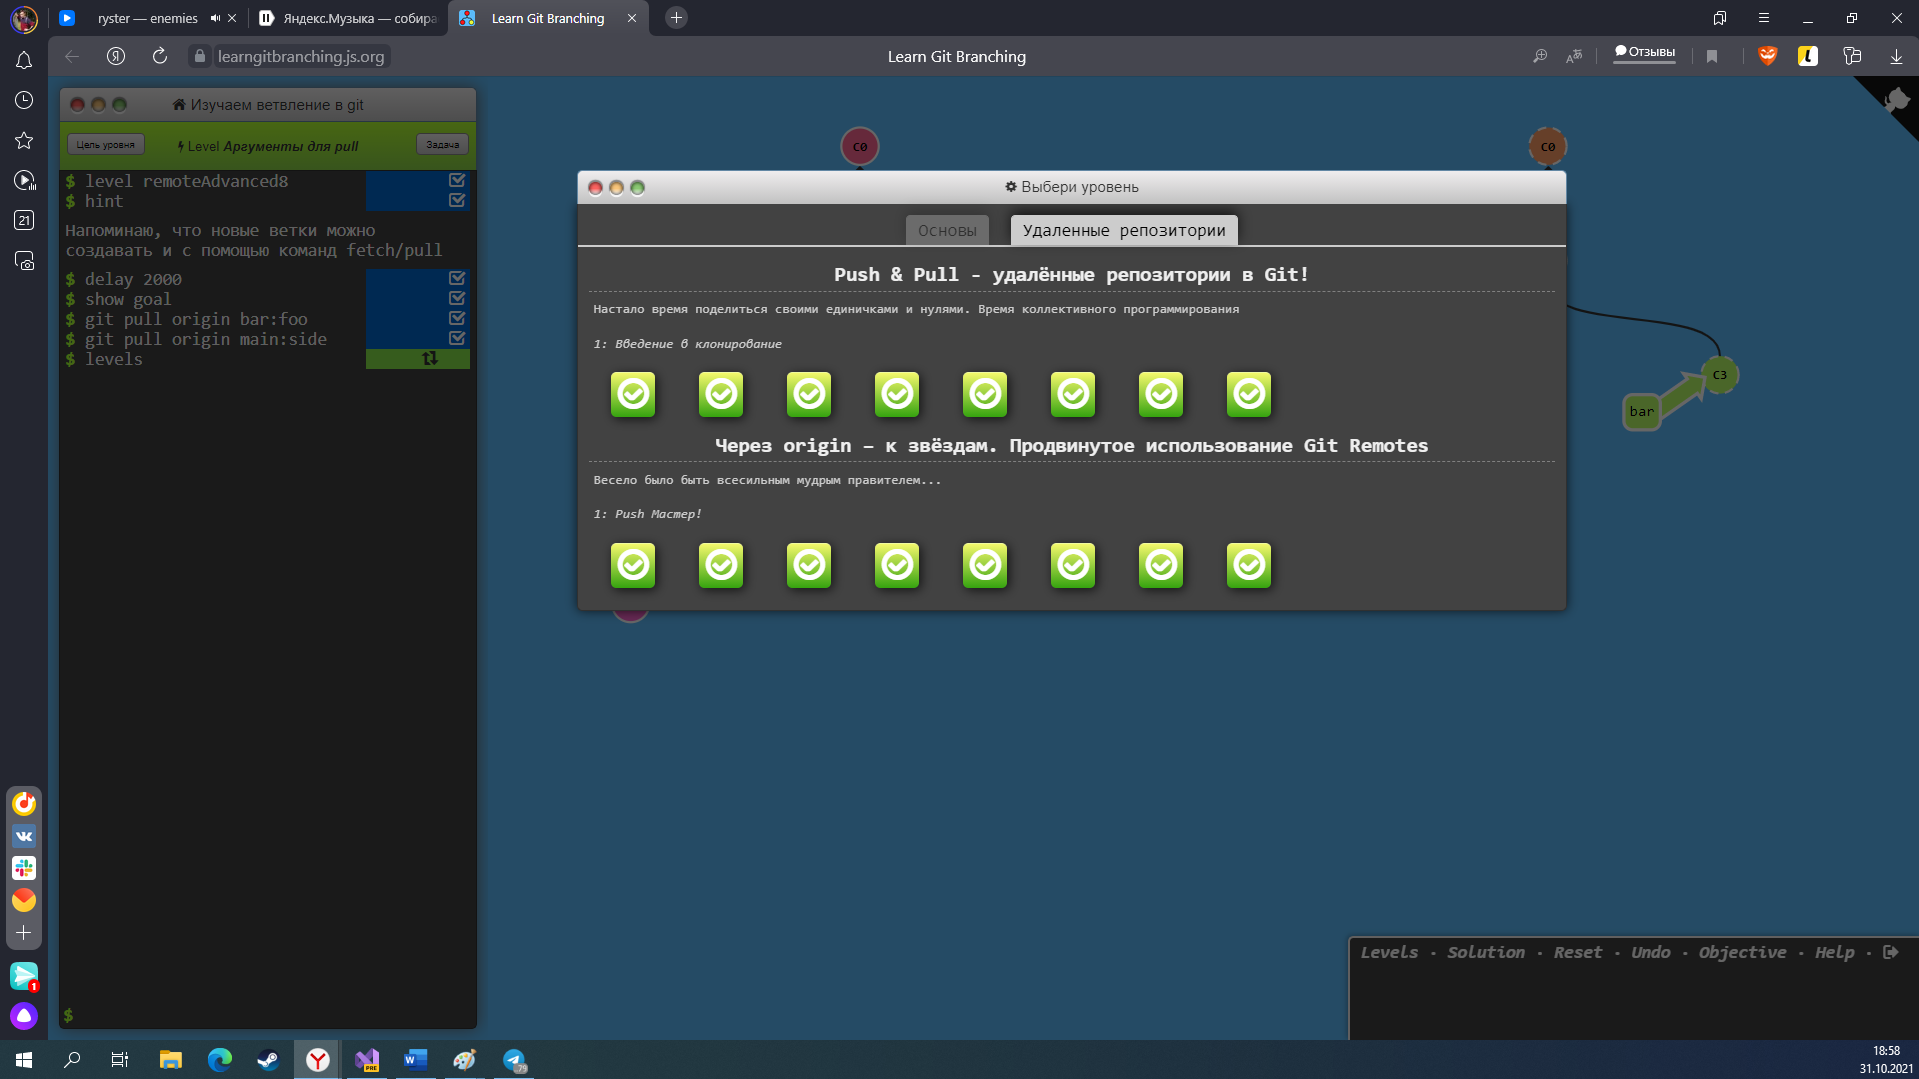 ryster — enemies
Яндекс.Музыка — собира
Learn Git Branching
learngitbranching.js.org
Learn Git Branching
Отзывы
21
Изучаем ветвление в git
Цель уровня
Level Аргументы для pull
Задача
$ level remoteAdvanced8
$ hint
Напоминаю, что новые ветки можно
создавать и с помощью команд fetch/pull
$ delay 2000
$ show goal
$ git pull origin bar:foo
$ git pull origin main:side
$ levels
$
C0
C0
Выбери уровень
Основы
Удаленные репозитории
Push & Pull - удалённые репозитории в Git!
Настало время поделиться своими единичками и нулями. Время коллективного программирования
1: Введение в клонирование
Через origin – к звёздам. Продвинутое использование Git Remotes
Весело было быть всесильным мудрым правителем...
1: Push Мастер!
C3
bar
Levels · Solution · Reset · Undo · Objective · Help ·
1
PRE
79
18:58
31.10.2021